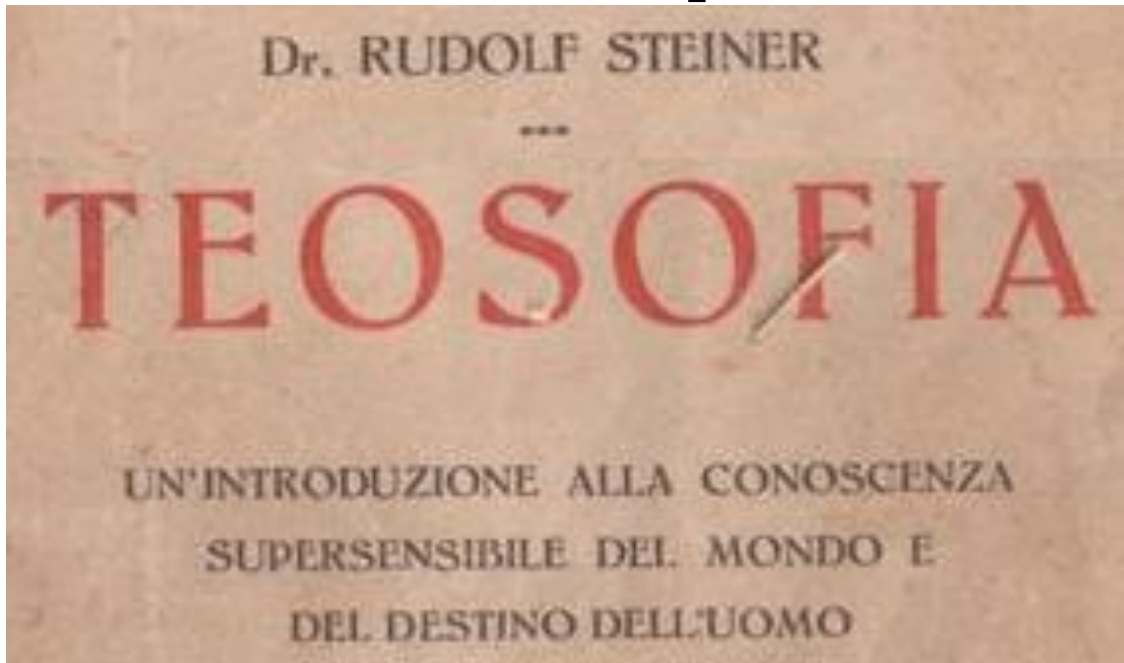 Dr. RUDOLF STEINER
---
TEOSOFIA
UN'INTRODUZIONE ALLA CONOSCENZA
SUPERSENSIBILE DEL MONDO E
DEL DESTINO DELL'UOMO